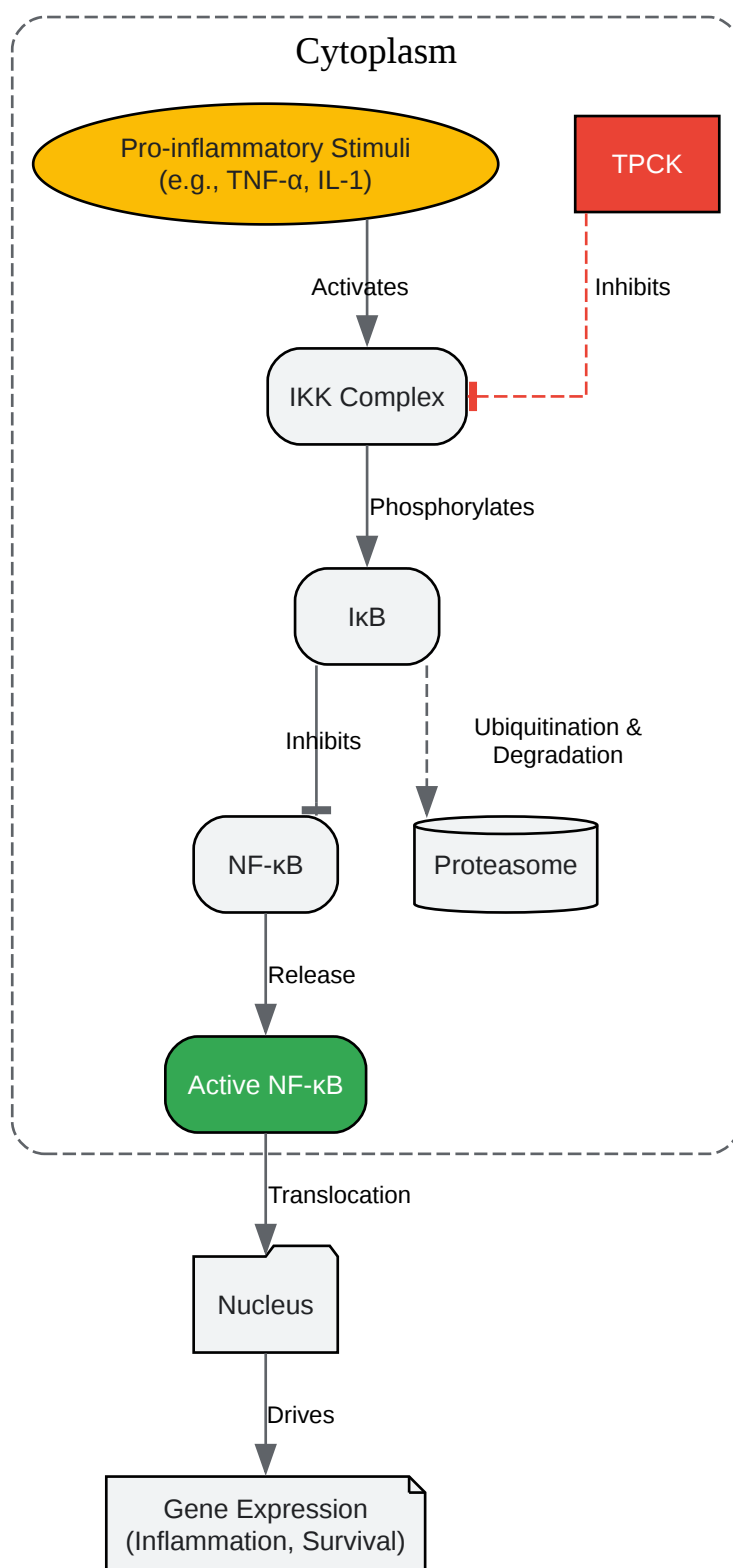 Cytoplasm
Pro-inflammatory Stimuli
(e.g., TNF-α, IL-1)
TPCK
Activates
Inhibits
IKK Complex
Phosphorylates
IκB
Inhibits
Ubiquitination &
Degradation
NF-κB
Proteasome
Release
Active NF-κB
Translocation
Nucleus
Drives
Gene Expression
(Inflammation, Survival)